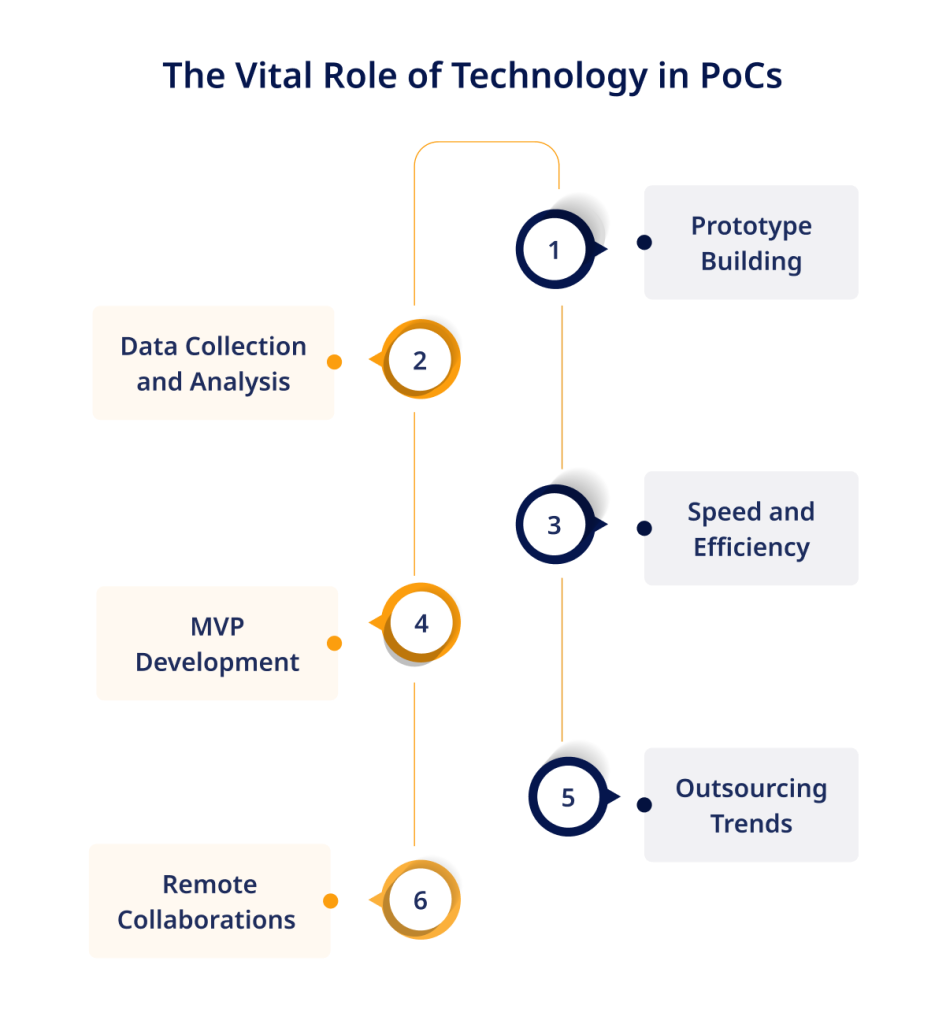 The Vital Role of Technology in PoCs
1
Prototype
Building
2
Data Collection
and Analysis
3
Speed and
Efficiency
4
MVP
Development
5
Outsourcing
Trends
6
Remote
Collaborations